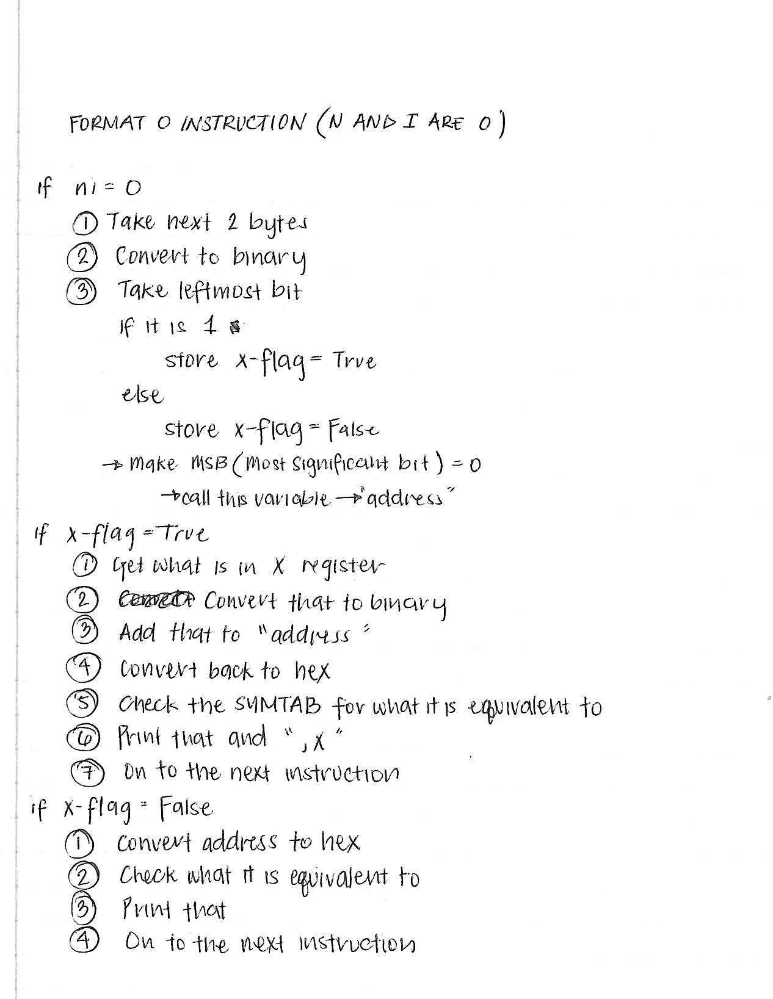 FORMAT 0 INSTRUCTION (N AND I ARE 0)
if ni = 0
① Take next 2 bytes
② Convert to binary
③ Take leftmost bit
if it is 1
store x-flag = True
else
store x-flag = False
→ make MSB (most significant bit) = 0
→ call this variable → "address"
if x-flag = True
① Get what is in X register
② Convert that to binary
③ Add that to "address"
④ Convert back to hex
⑤ Check the SYMTAB for what it is equivalent to
⑥ Print that and ",X"
⑦ On to the next instruction
if x-flag = False
① Convert address to hex
② Check what it is equivalent to
③ Print that
④ On to the next instruction